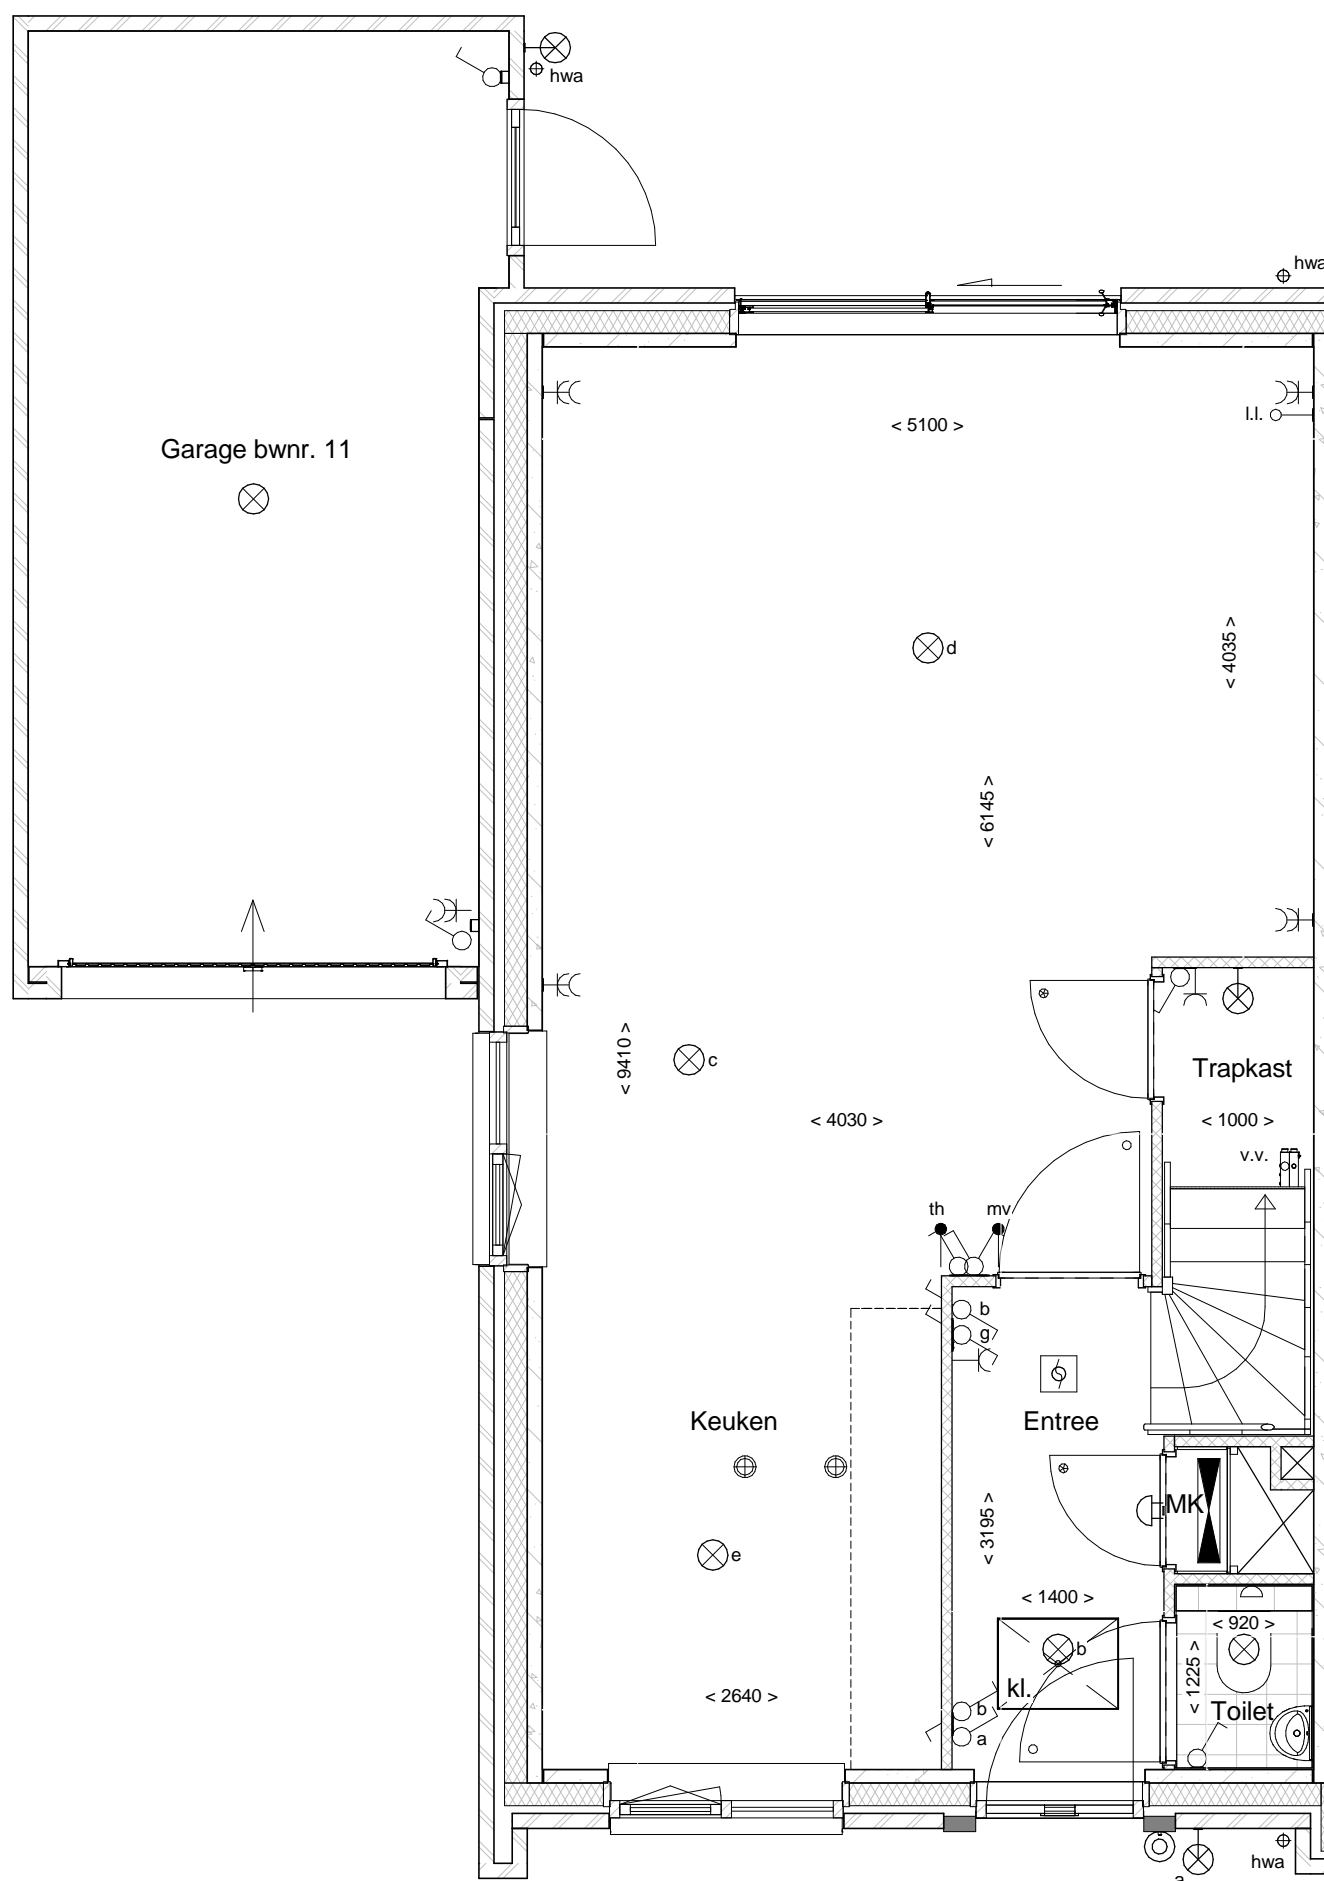 hwa
hwa
l.l.
< 5100 >
Garage bwnr. 11
< 4035 >
d
< 6145 >
< 9410 >
c
Trapkast
< 4030 >
< 1000 >
v.v.
th
mv
b
g
Keuken
Entree
MK
< 3195 >
e
< 1400 >
< 920 >
b
< 1225 >
kl.
< 2640 >
b
Toilet
a
hwa
a